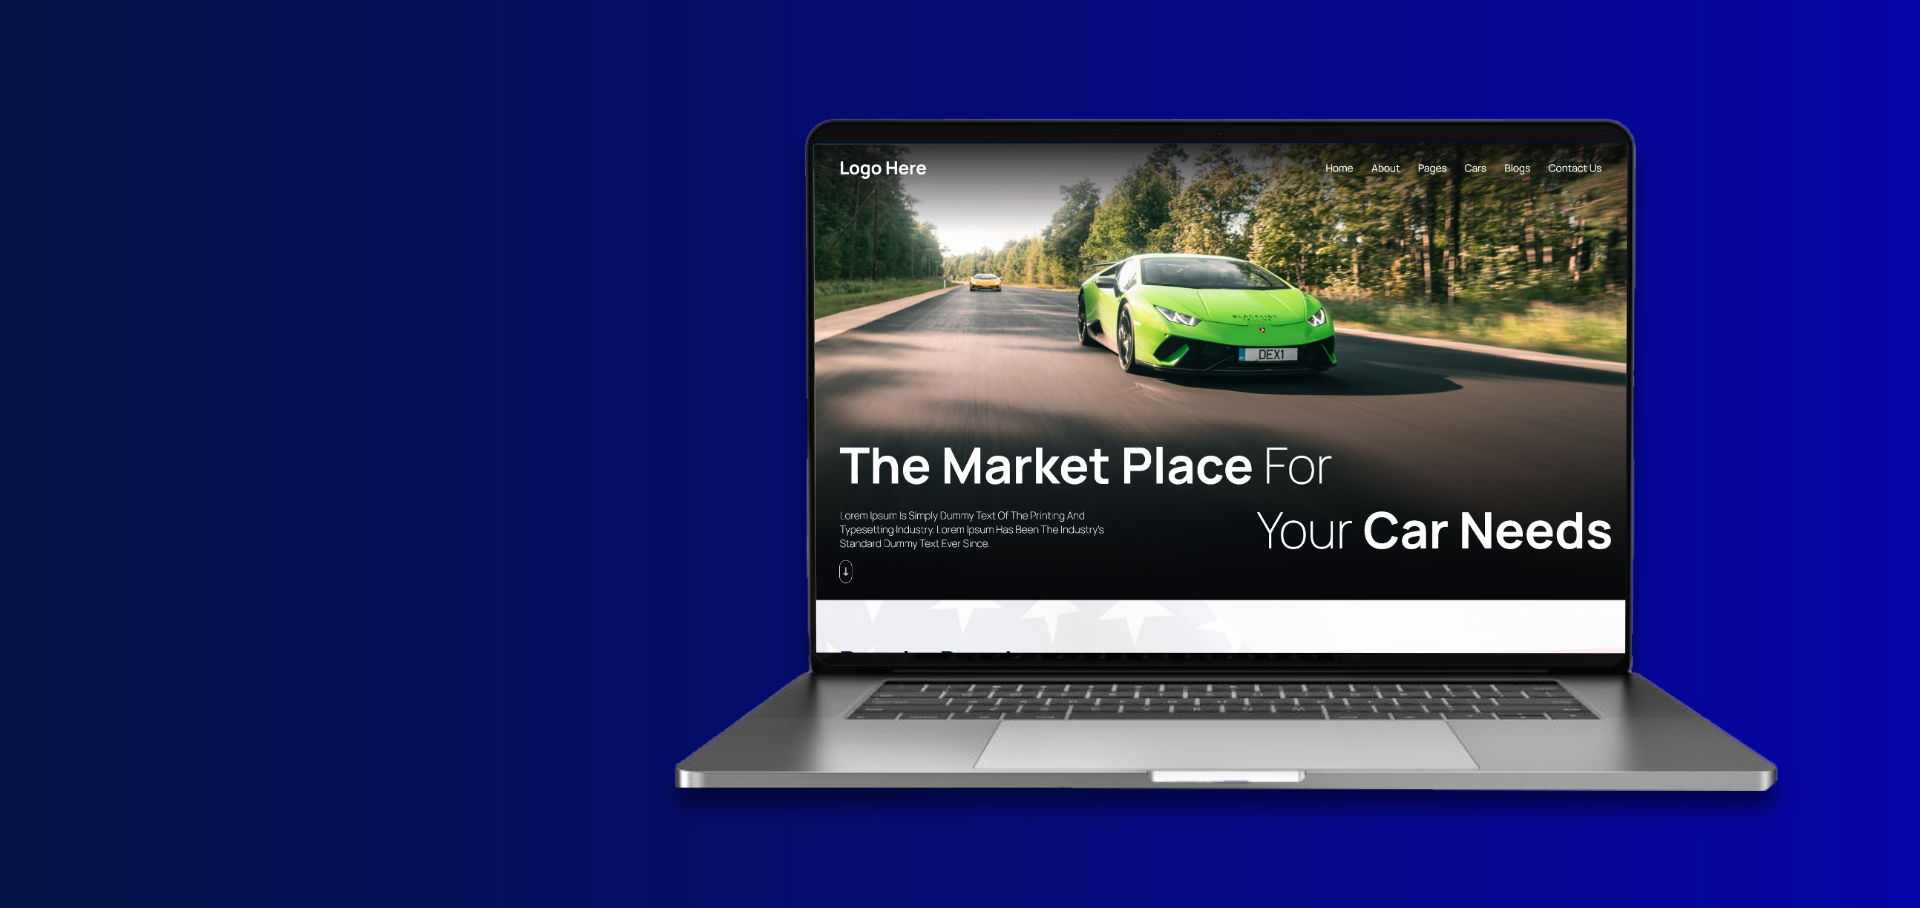 Logo Here
Home About Pages Cars Blogs Contact Us
BLACKLIST
DEX1
The Market Place For
Your Car Needs
Lorem Ipsum Is Simply Dummy Text Of The Printing And
Typesetting Industry. Lorem Ipsum Has Been The Industry's
Standard Dummy Text Ever Since.